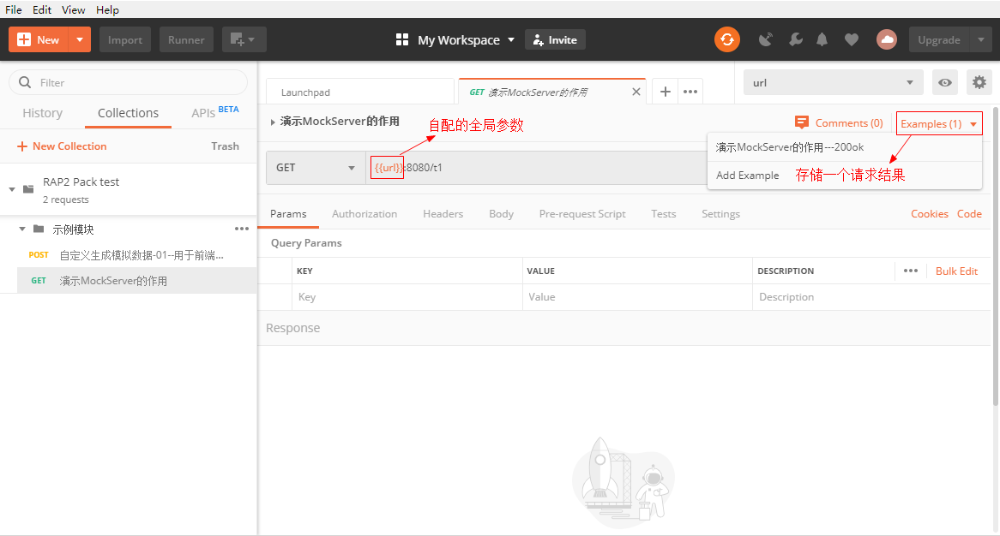 File Edit View Help
New Import Runner My Workspace Invite Upgrade
Filter
History Collections APIs BETA
New Collection Trash
RAP2 Pack test
2 requests
示例模块
POST 自定义生成模拟数据-01--用于前端...
GET 演示MockServer的作用
Launchpad GET 演示MockServer的作用 url
演示MockServer的作用 自配的全局参数 Comments (0) Examples (1)
演示MockServer的作用---200ok
GET {{url}}:8080/t1 Add Example 存储一个请求结果
Params Authorization Headers Body Pre-request Script Tests Settings Cookies Code
Query Params
KEY VALUE DESCRIPTION Bulk Edit
Key Value Description
Response